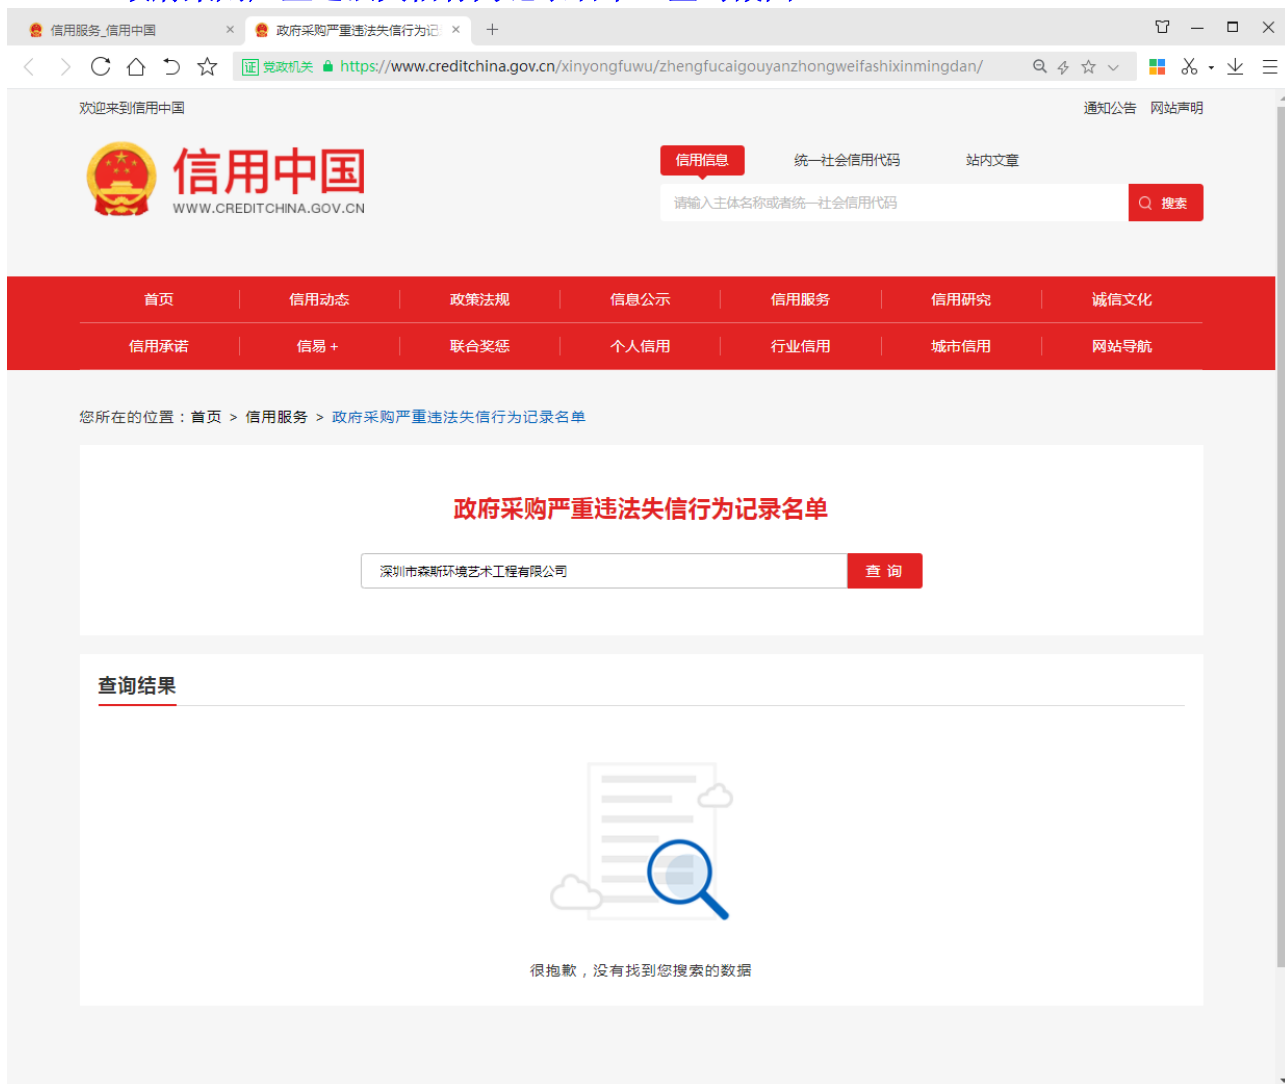 信用服务_信用中国
政府采购严重违法失信行为记
证 党政机关 https://www.creditchina.gov.cn/xinyongfuwu/zhengfucaigouyanzhongweifashixinmingdan/
欢迎来到信用中国
通知公告 网站声明
信用中国
WWW.CREDITCHINA.GOV.CN
信用信息 统一社会信用代码 站内文章
请输入主体名称或者统一社会信用代码 搜索
首页 信用动态 政策法规 信息公示 信用服务 信用研究 诚信文化
信用承诺 信易+ 联合奖惩 个人信用 行业信用 城市信用 网站导航
您所在的位置：首页 > 信用服务 > 政府采购严重违法失信行为记录名单
政府采购严重违法失信行为记录名单
深圳市森斯环境艺术工程有限公司 查 询
查询结果
很抱歉，没有找到您搜索的数据